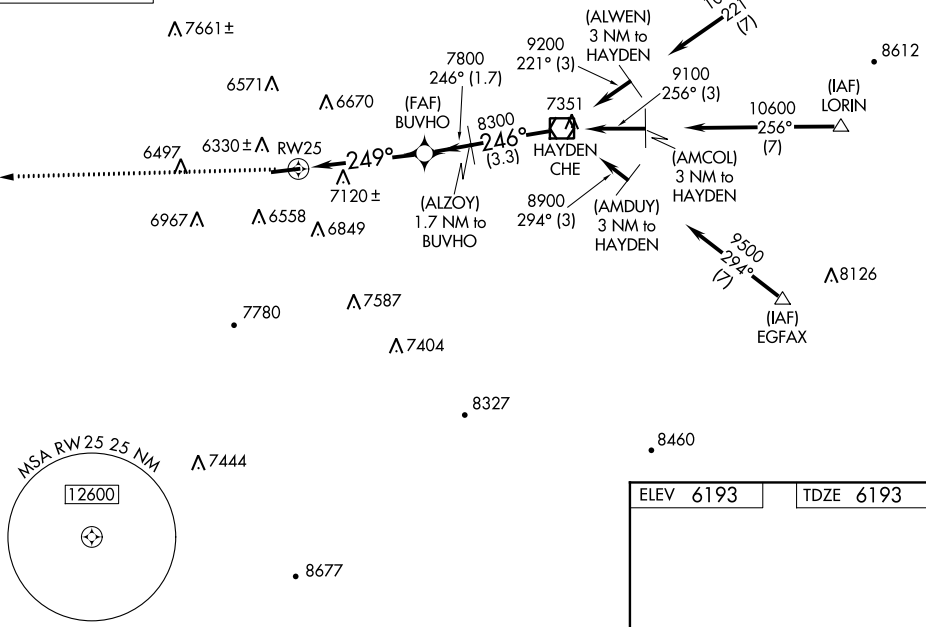 7661±
(ALWEN)
3 NM to
HAYDEN
221
(7)
8612
9200
221° (3)
7800
246° (1.7)
9100
256° (3)
6571
6670
(FAF)
BUVHO
7351
(IAF)
LORIN
10600
256°
(7)
8300
246°
(3.3)
HAYDEN
CHE
6330±
RW25
249°
6497
(AMCOL)
3 NM to
HAYDEN
7120±
(ALZOY)
1.7 NM to
BUVHO
8900
294° (3)
(AMDUY)
3 NM to
HAYDEN
6967
6558
6849
9500
294°
(7)
8126
(IAF)
EGFAX
7587
7780
7404
8327
8460
MSA RW25 25 NM
12600
7444
ELEV 6193
TDZE 6193
8677